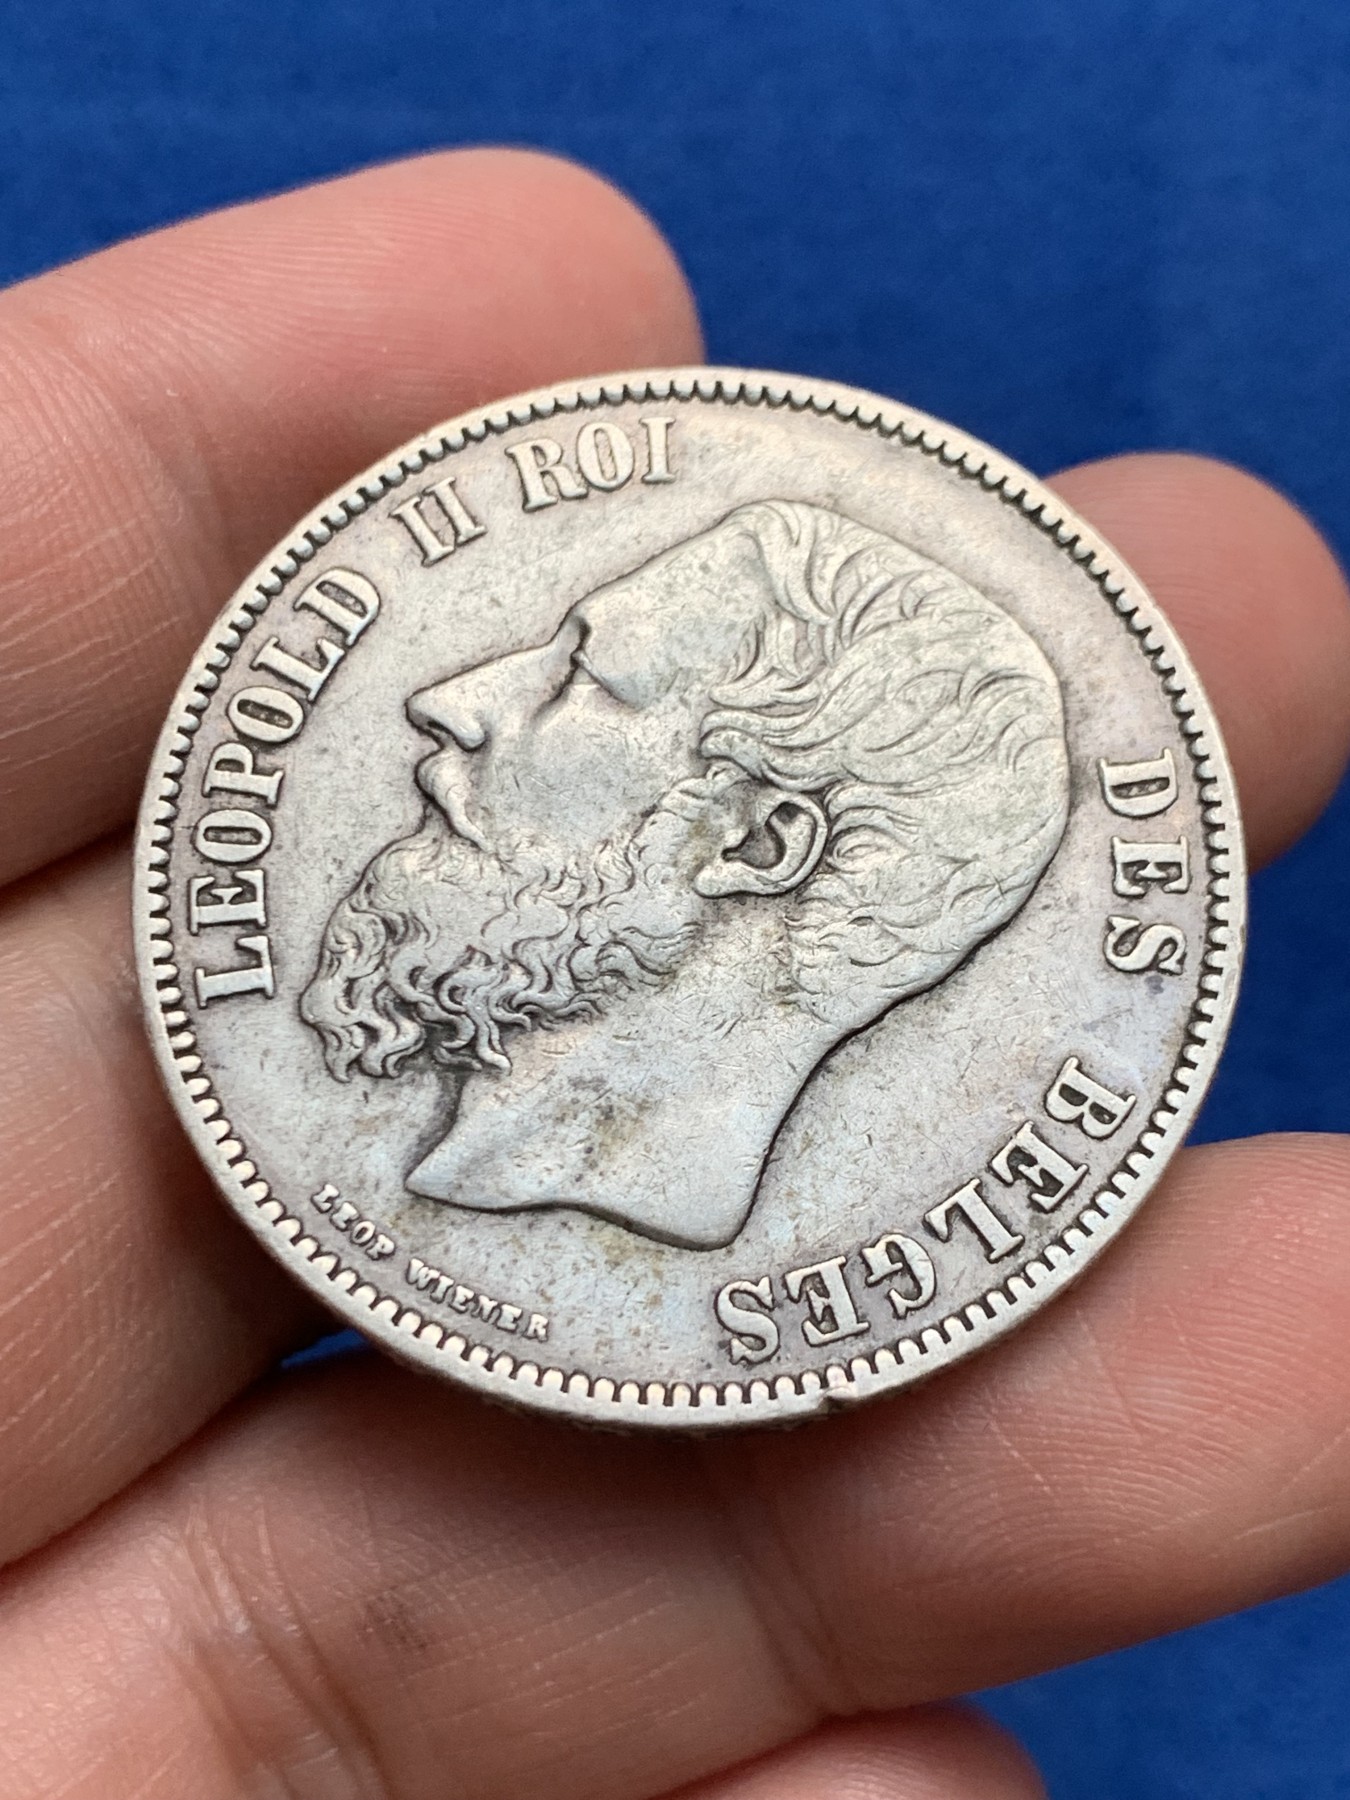 LEOPOLD II ROI DES BELGES
LEOP WIENER